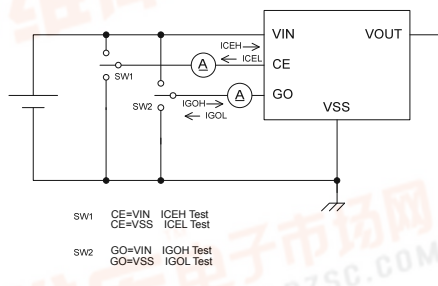 VIN VOUT
ICEH
ICEL
CE
SW1
A
GO
IGOH
A
SW2
IGOL
VSS
SW1 CE=VIN ICEH Test
CE=VSS ICEL Test
SW2 GO=VIN IGOH Test
GO=VSS IGOL Test